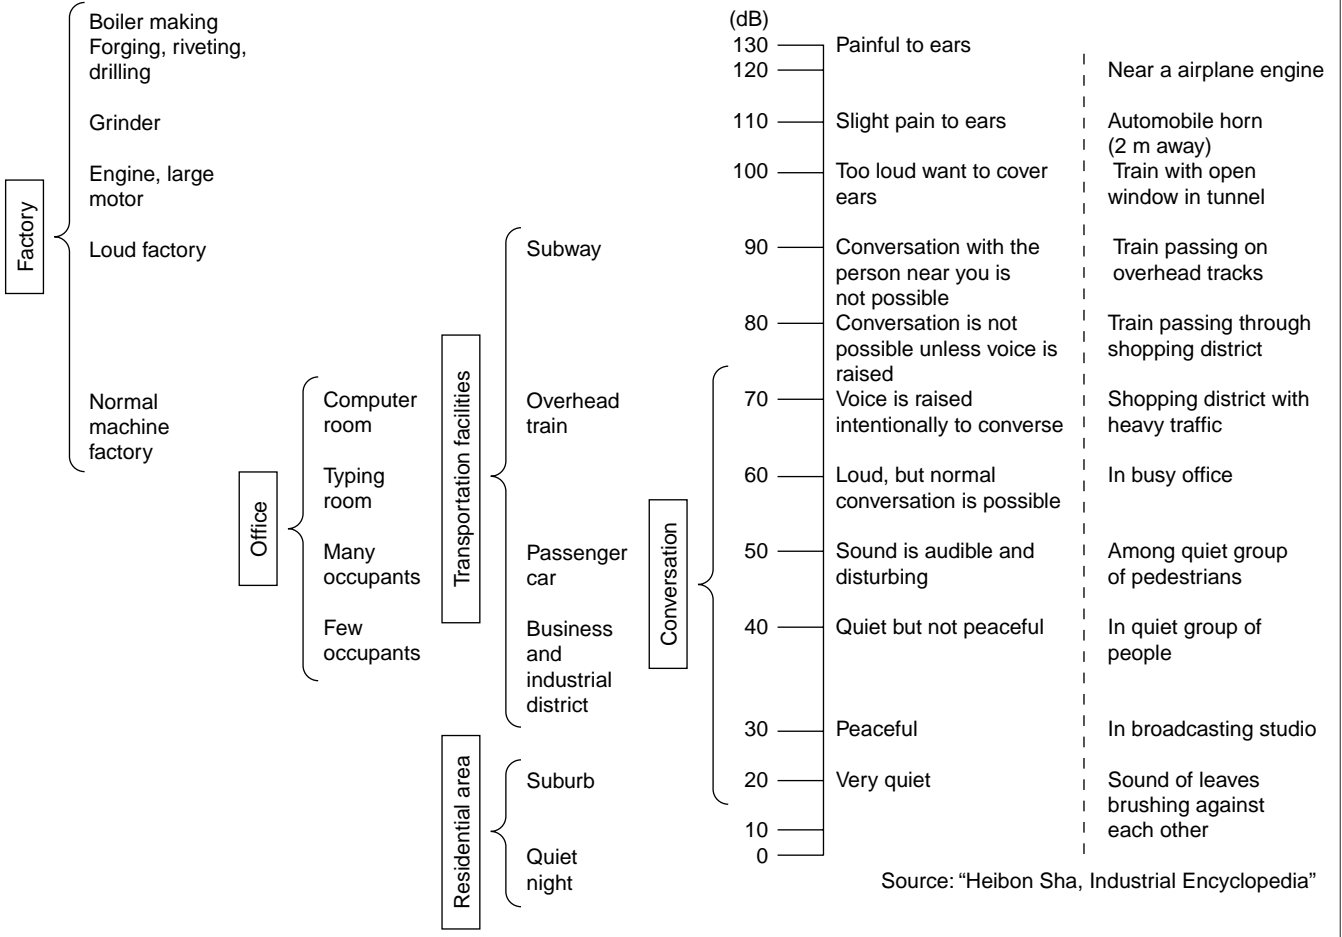 Factory
Boiler making
Forging, riveting,
drilling
Grinder
Engine, large
motor
Loud factory
Normal
machine
factory
Office
Computer
room
Typing
room
Many
occupants
Few
occupants
Transportation facilities
Subway
Overhead
train
Passenger
car
Business
and
industrial
district
Residential area
Suburb
Quiet
night
Conversation
(dB)
130
120
110
100
90
80
70
60
50
40
30
20
10
0
Painful to ears
Slight pain to ears
Too loud want to cover
ears
Conversation with the
person near you is
not possible
Conversation is not
possible unless voice is
raised
Voice is raised
intentionally to converse
Loud, but normal
conversation is possible
Sound is audible and
disturbing
Quiet but not peaceful
Peaceful
Very quiet
Near a airplane engine
Automobile horn
(2 m away)
Train with open
window in tunnel
Train passing on
overhead tracks
Train passing through
shopping district
Shopping district with
heavy traffic
In busy office
Among quiet group
of pedestrians
In quiet group of
people
In broadcasting studio
Sound of leaves
brushing against
each other
Source: “Heibon Sha, Industrial Encyclopedia”